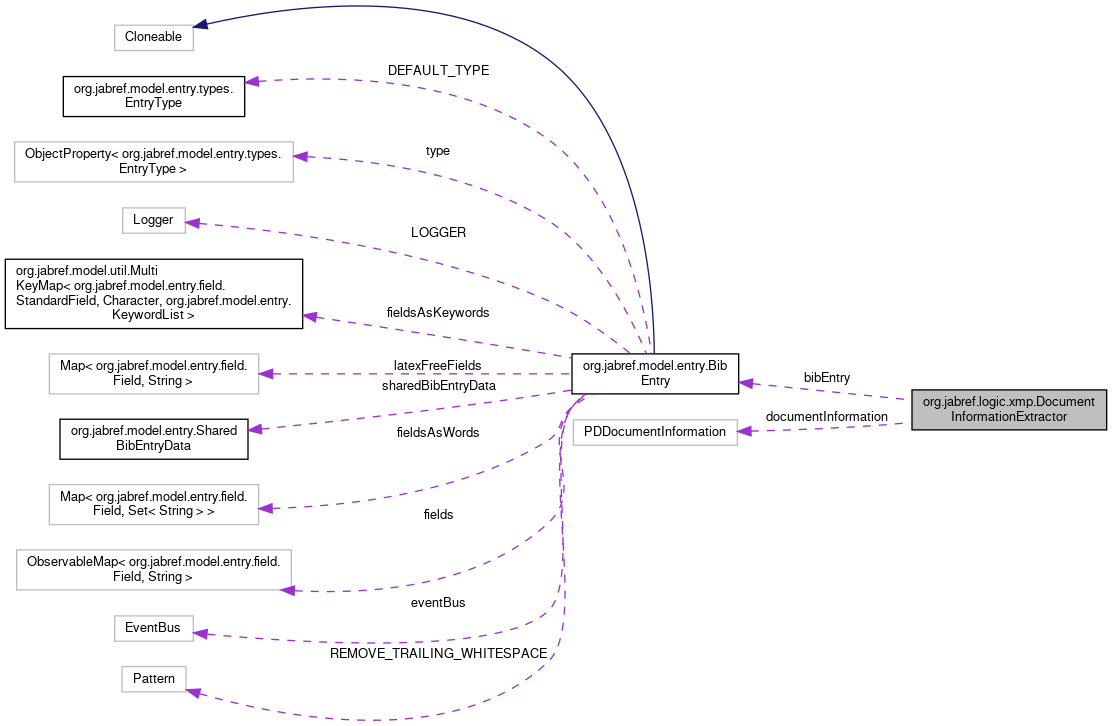 Cloneable
DEFAULT_TYPE
org.jabref.model.entry.types.
EntryType
type
ObjectProperty< org.jabref.model.entry.types.
EntryType >
Logger
LOGGER
org.jabref.model.util.Multi
KeyMap< org.jabref.model.entry.field.
StandardField, Character, org.jabref.model.entry.
KeywordList >
fieldsAsKeywords
Map< org.jabref.model.entry.field.
Field, String >
latexFreeFields
sharedBibEntryData
org.jabref.model.entry.Shared
BibEntryData
fieldsAsWords
Map< org.jabref.model.entry.field.
Field, Set< String > >
fields
ObservableMap< org.jabref.model.entry.field.
Field, String >
eventBus
EventBus
REMOVE_TRAILING_WHITESPACE
Pattern
org.jabref.model.entry.Bib
Entry
bibEntry
documentInformation
PDDocumentInformation
org.jabref.logic.xmp.Document
InformationExtractor